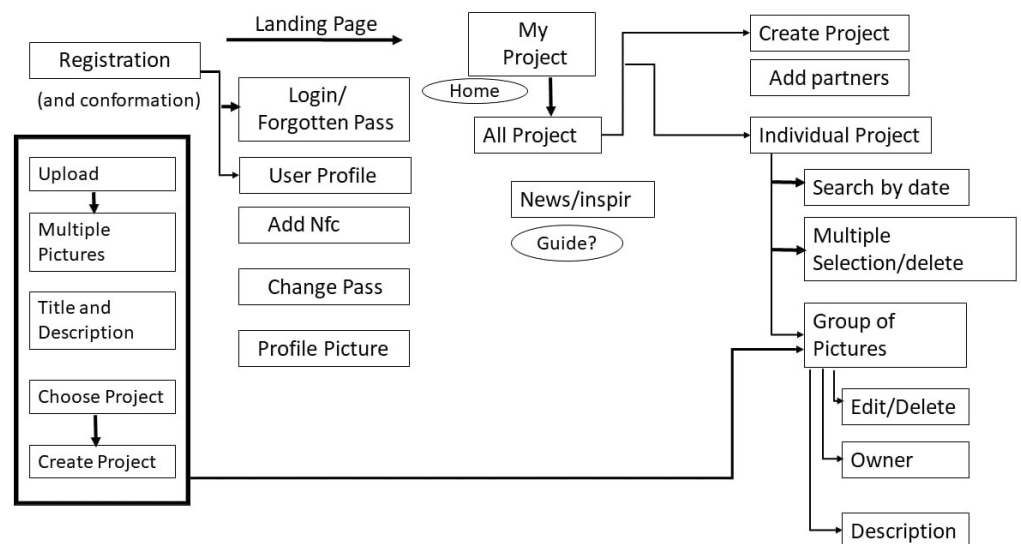 Registration
(and conformation)
Upload
Multiple
Pictures
Title and
Description
Choose Project
Create Project
Landing Page
Login/
Forgotten Pass
User Profile
Add Nfc
Change Pass
Profile Picture
My
Project
Home
All Project
News/inspir
Guide?
Create Project
Add partners
Individual Project
Search by date
Multiple
Selection/delete
Group of
Pictures
Edit/Delete
Owner
Description